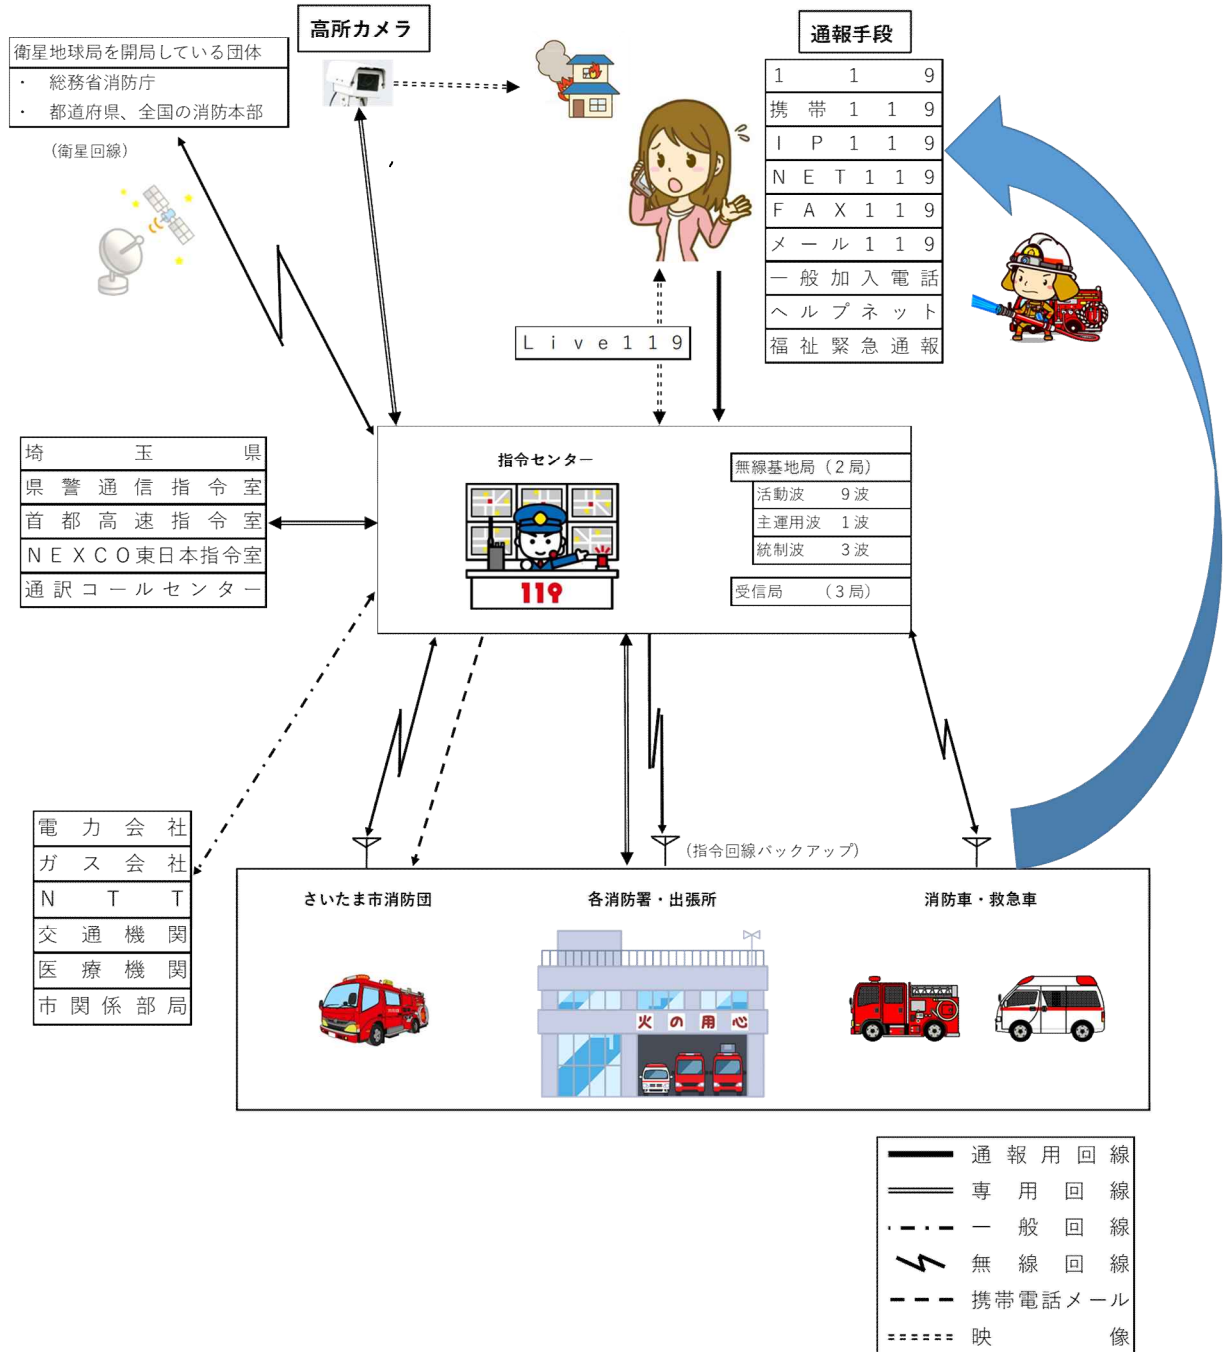 高所カメラ
通報手段
衛星地球局を開局している団体
・ 総務省消防庁
・ 都道府県、全国の消防本部
(衛星回線)
119
携帯119
IP119
NET119
FAX119
メール119
一般加入電話
ヘルプネット
福祉緊急通報
Live119
埼玉県
県警通信指令室
首都高速指令室
NEXCO東日本指令室
通訳コールセンター
指令センター
119
無線基地局(2局)
活動波 9波
主運用波 1波
統制波 3波
受信局 (3局)
電力会社
ガス会社
NTT
交通機関
医療機関
市関係部局
(指令回線バックアップ)
さいたま市消防団
各消防署・出張所
消防車・救急車
火の用心
通報用回線
専用回線
一般回線
無線回線
携帯電話メール
映像